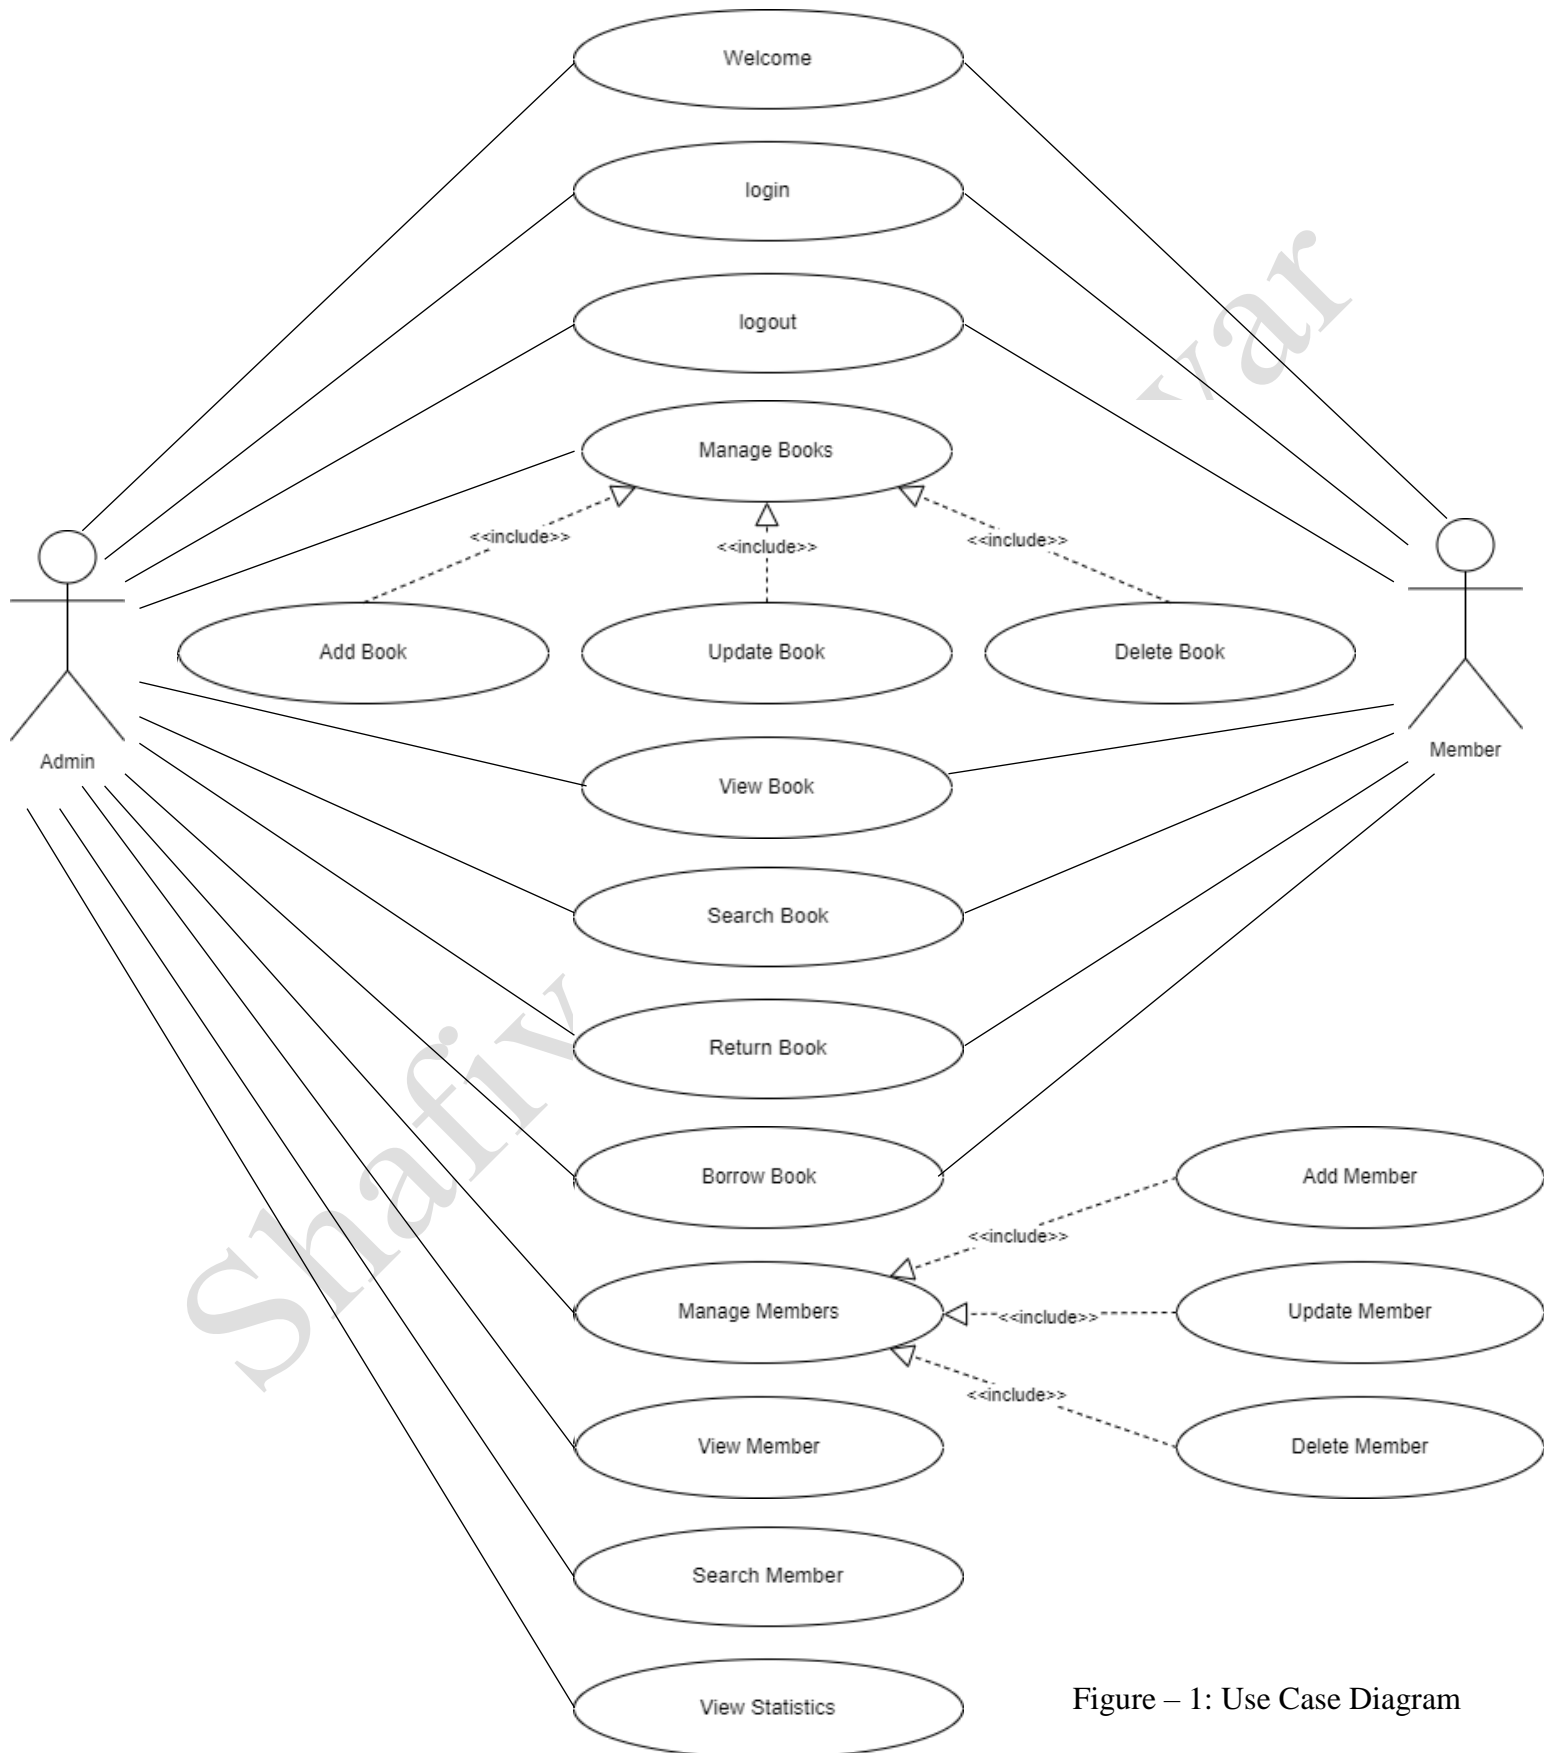 Welcome
login
logout
Manage Books
<<include>>
<<include>>
<<include>>
Add Book
Update Book
Delete Book
Admin
Member
View Book
Search Book
Return Book
Borrow Book
Add Member
<<include>>
Manage Members
<<include>>
Update Member
<<include>>
View Member
Delete Member
Search Member
View Statistics
Figure – 1: Use Case Diagram